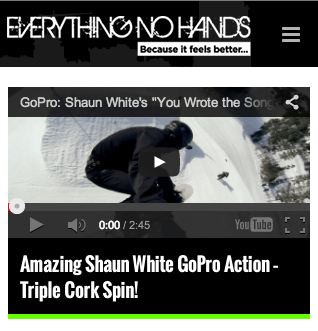 EVERYTHING NO HANDS
Because it feels better...
GoPro: Shaun White's "You Wrote the Song
0:00 / 2:45
YouTube
Amazing Shaun White GoPro Action -
Triple Cork Spin!